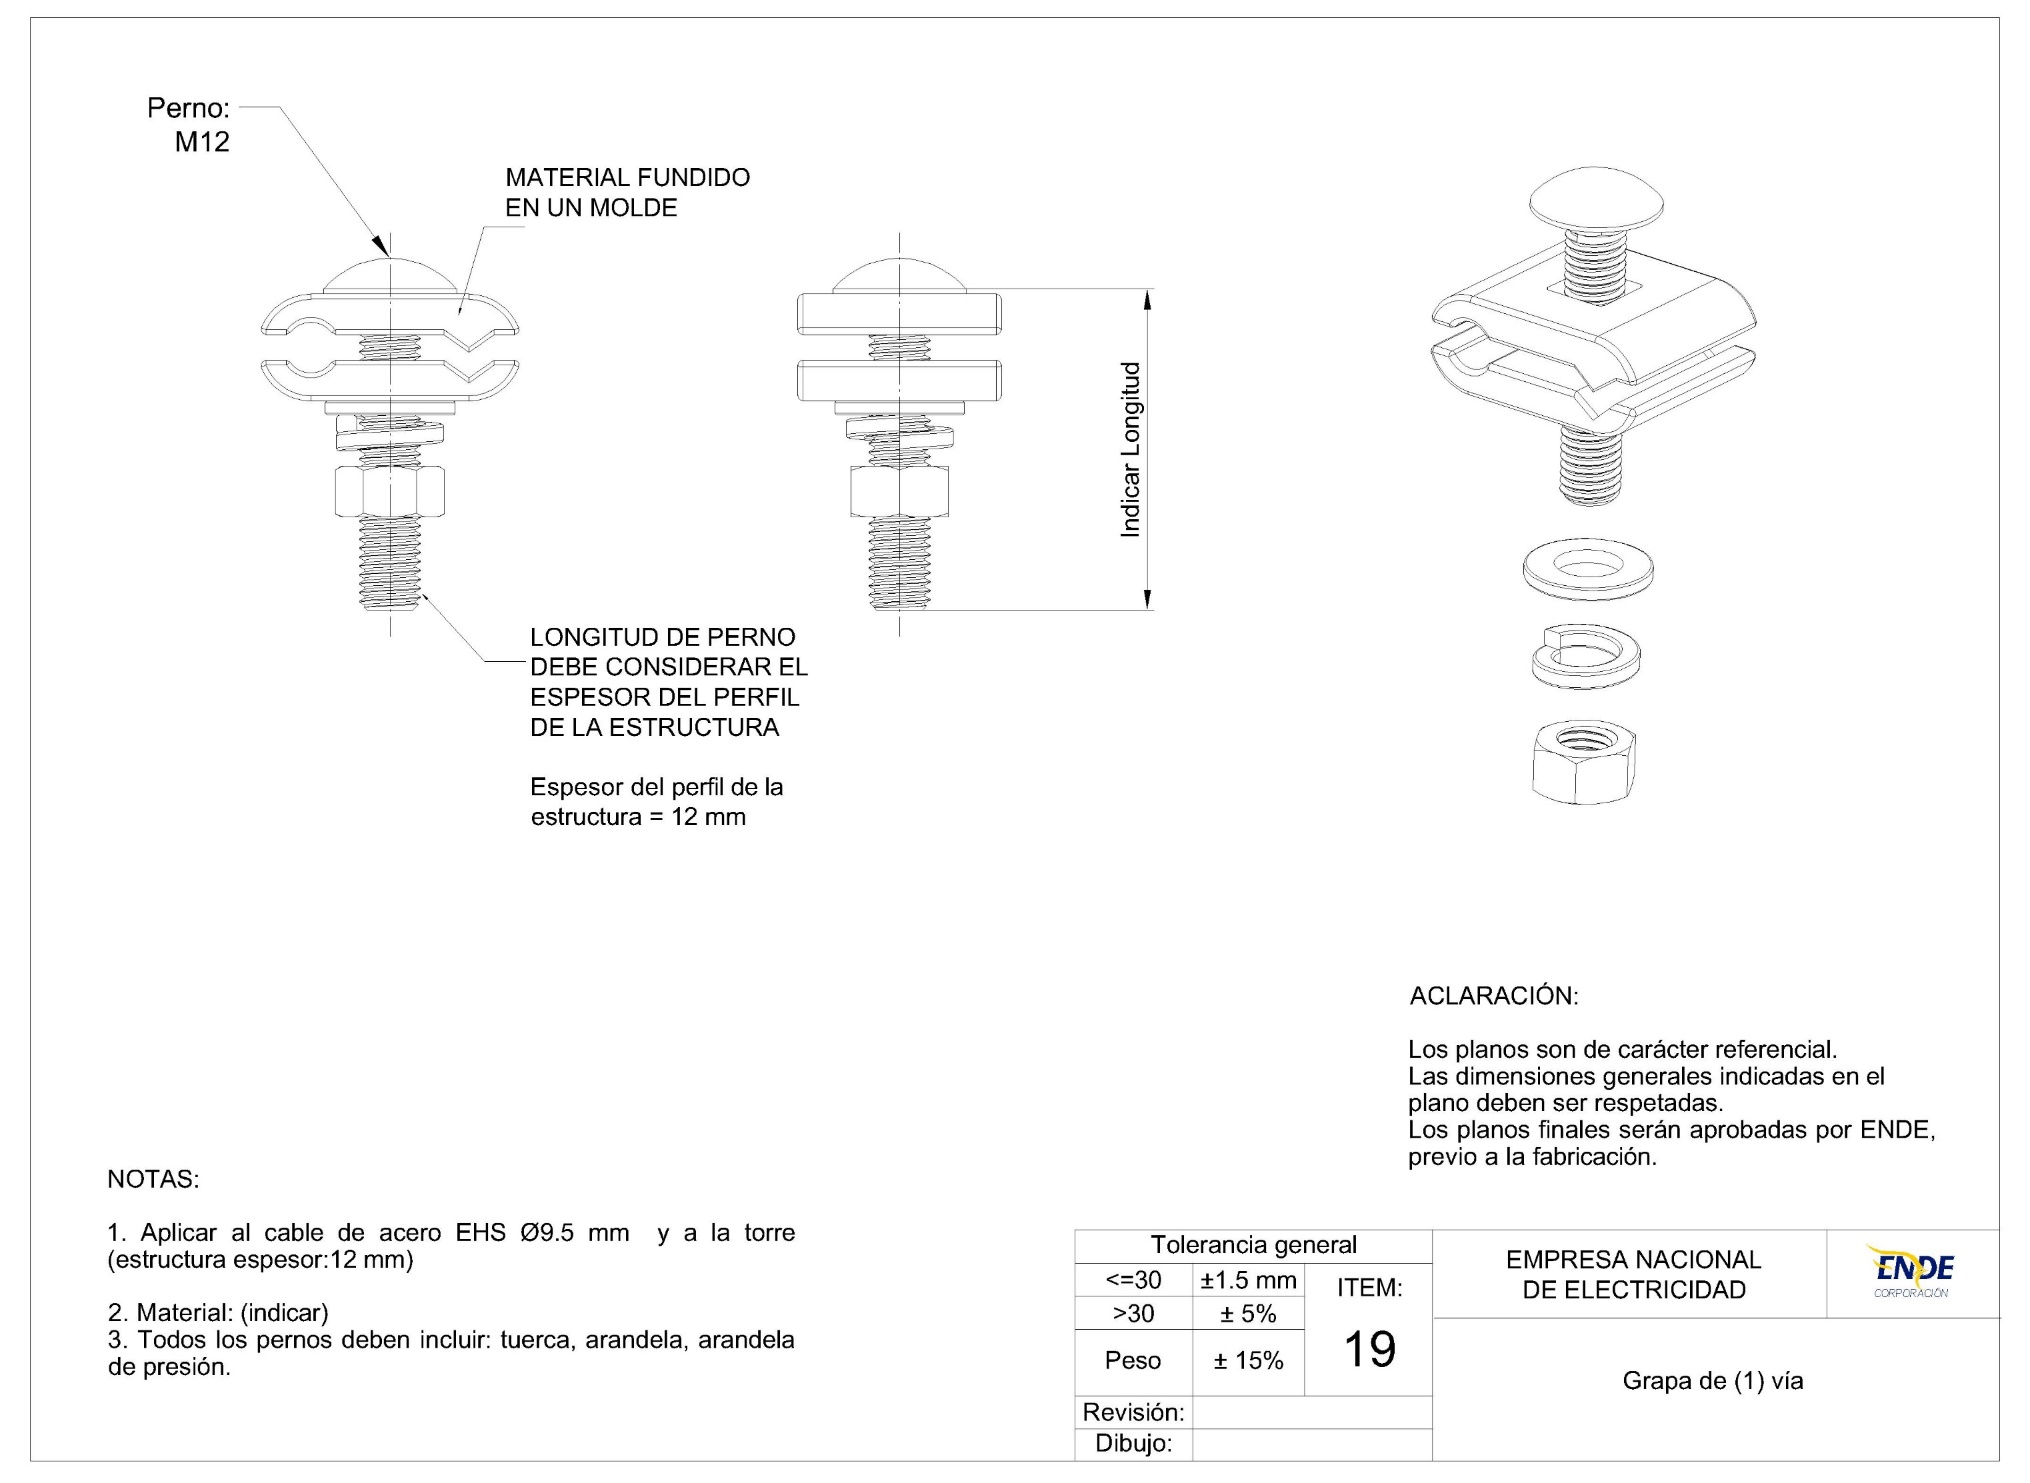 Perno:
M12
MATERIAL FUNDIDO
EN UN MOLDE
Indicar Longitud
LONGITUD DE PERNO
DEBE CONSIDERAR EL
ESPESOR DEL PERFIL
DE LA ESTRUCTURA
Espesor del perfil de la
estructura = 12 mm
ACLARACIÓN:
Los planos son de carácter referencial.
Las dimensiones generales indicadas en el
plano deben ser respetadas.
Los planos finales serán aprobadas por ENDE,
previo a la fabricación.
NOTAS:
1. Aplicar al cable de acero EHS Ø9.5 mm y a la torre
(estructura espesor:12 mm)
2. Material: (indicar)
3. Todos los pernos deben incluir: tuerca, arandela, arandela
de presión.
Tolerancia general
<=30 ±1.5 mm
>30 ± 5%
Peso ± 15%
ITEM:
19
Revisión:
Dibujo:
EMPRESA NACIONAL
DE ELECTRICIDAD
ENDE
CORPORACIÓN
Grapa de (1) vía